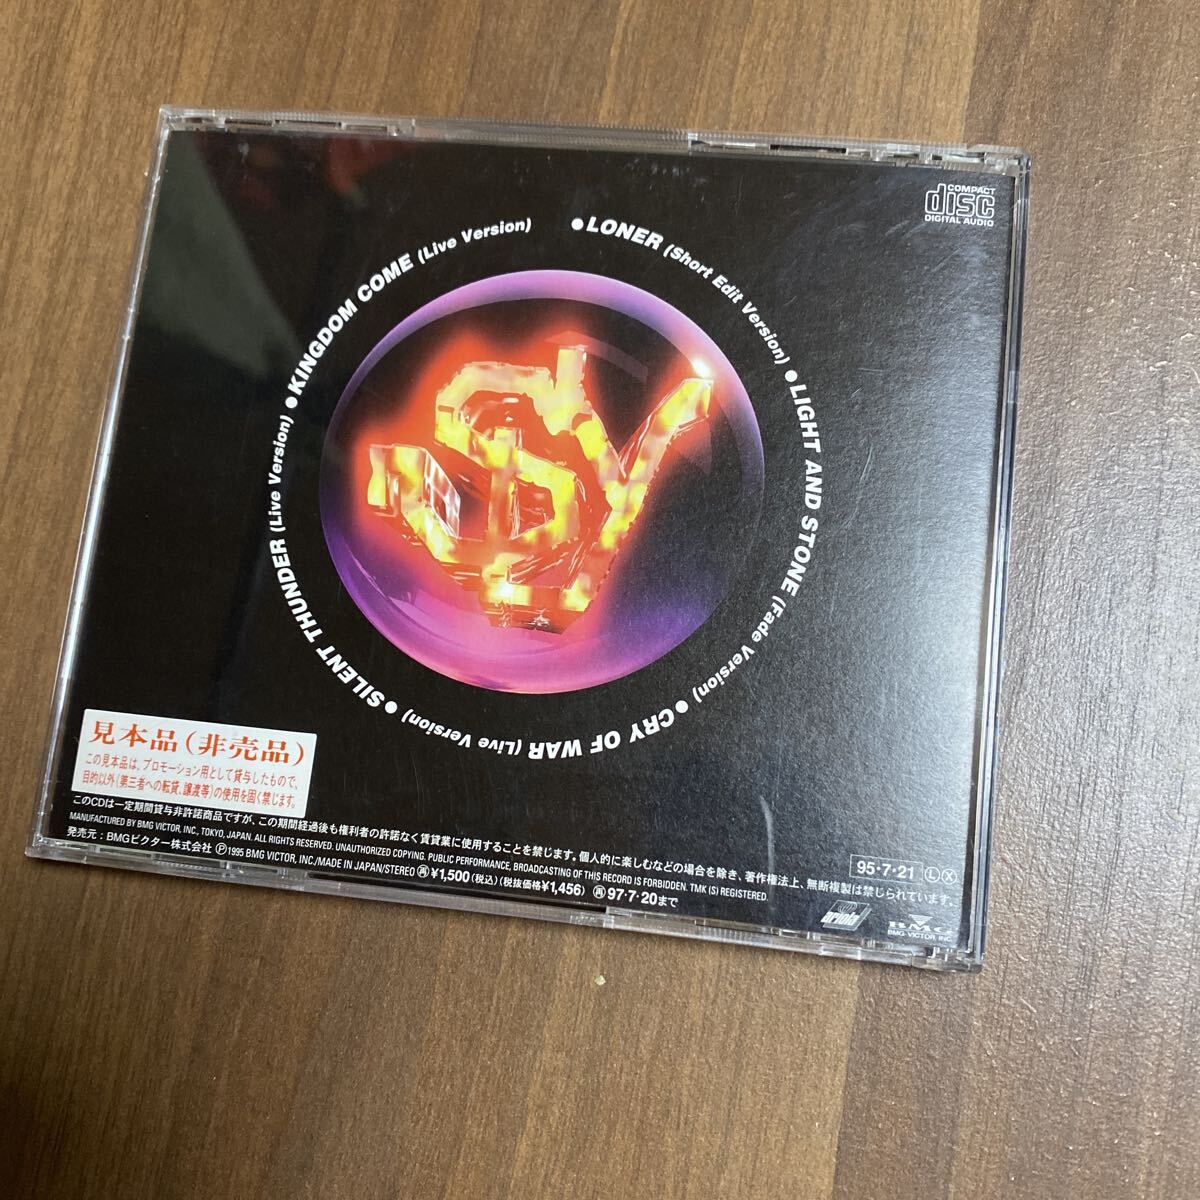 COMPACT
disc
DIGITAL AUDIO
●LONER (Short Edit Version)
●LIGHT AND STONE (Fade Version)
●CRY OF WAR (Live Version)
●SILENT THUNDER (Live Version)
●KINGDOM COME (Live Version)
SY
見本品(非売品)
この見本品は、プロモーション用として貸与したもので、
目的以外(第三者への転貸、譲渡等)の使用を固く禁じます。
このCDは一定期間貸与非許諾商品ですが、この期間経過後も権利者の許諾なく賃貸業に使用することを禁じます。個人的に楽しむなどの場合を除き、著作権法上、無断複製は禁じられています。
MANUFACTURED BY BMG VICTOR, INC., TOKYO, JAPAN. ALL RIGHTS RESERVED. UNAUTHORIZED COPYING. PUBLIC PERFORMANCE, BROADCASTING OF THIS RECORD IS FORBIDDEN. TMK (S) REGISTERED.
発売元:BMGビクター株式会社 Ⓟ1995 BMG VICTOR, INC./MADE IN JAPAN/STEREO ㊂¥1,500(税込)(税抜価格¥1,456) ㊂97・7・20まで
95・7・21 Ⓛ Ⓧ
ariola
BMG
BMG VICTOR, INC.